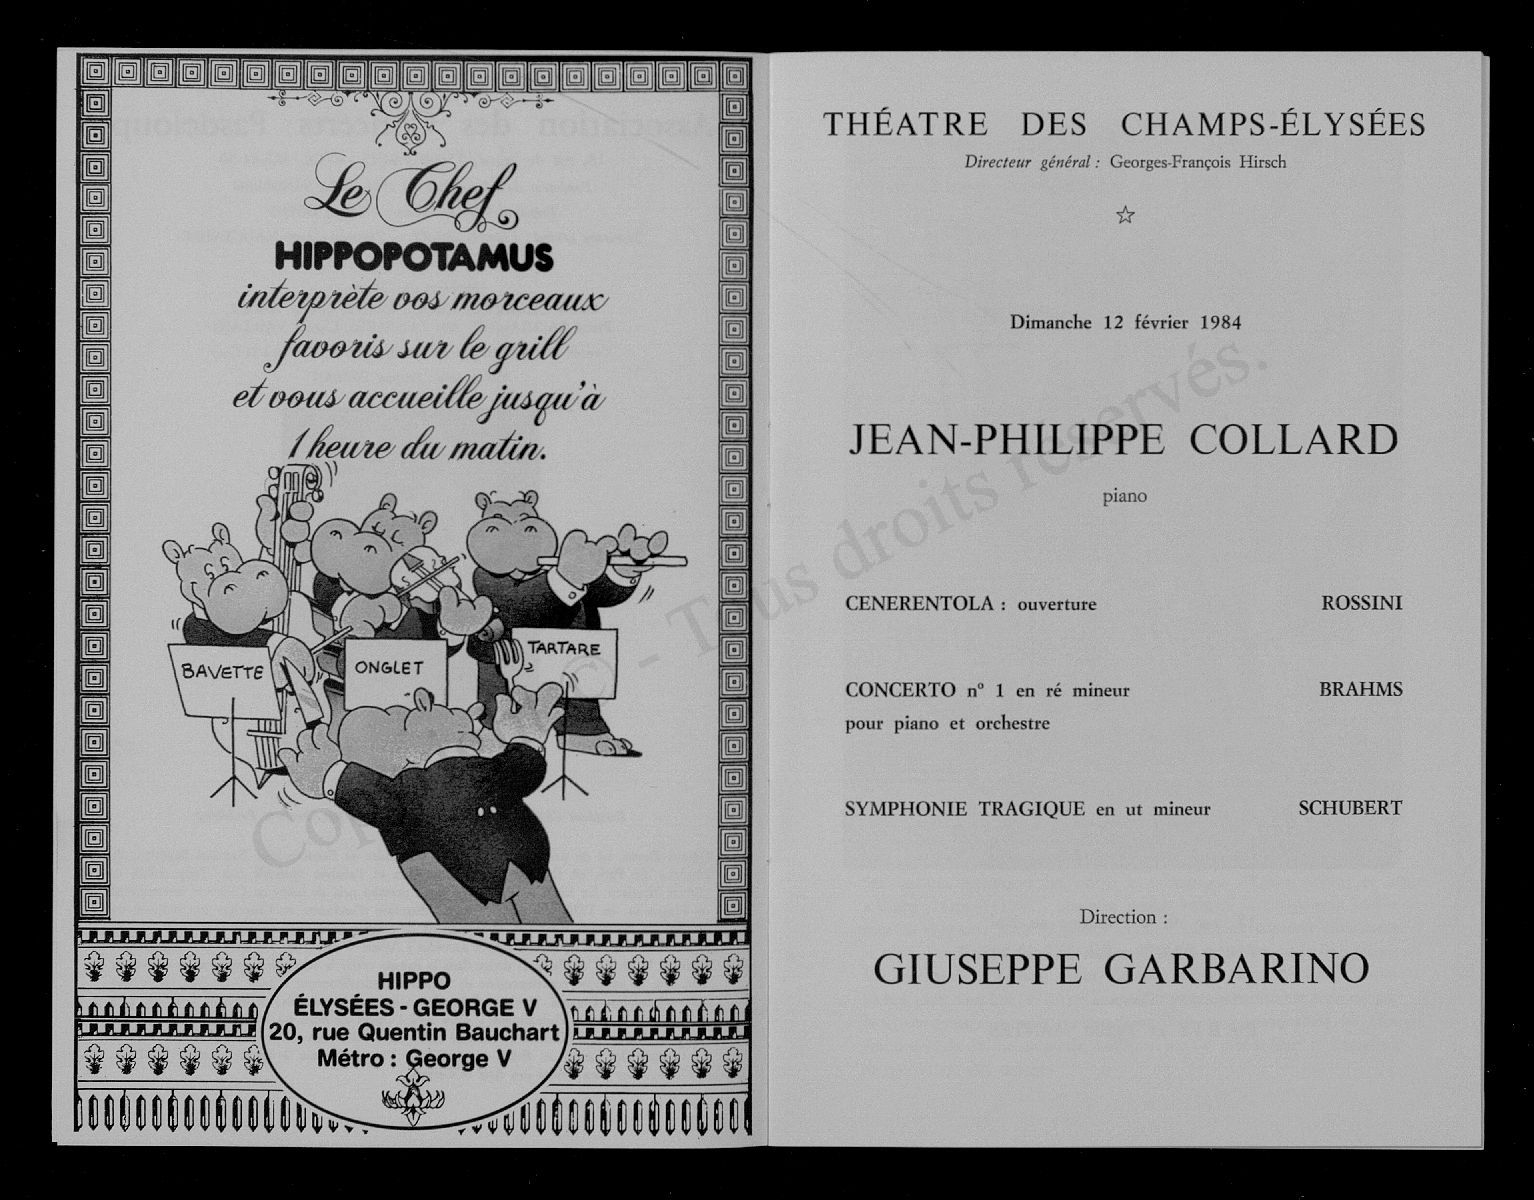 Le Chef
HIPPOPOTAMUS
interprète vos morceaux
favoris sur le grill
et vous accueille jusqu'à
1 heure du matin.
BAVETTE
ONGLET
TARTARE
HIPPO
ÉLYSÉES - GEORGE V
20, rue Quentin Bauchart
Métro : George V
THÉATRE DES CHAMPS-ÉLYSÉES
Directeur général : Georges-François Hirsch
Dimanche 12 février 1984
JEAN-PHILIPPE COLLARD
piano
CENERENTOLA : ouverture ROSSINI
CONCERTO nº 1 en ré mineur BRAHMS
pour piano et orchestre
SYMPHONIE TRAGIQUE en ut mineur SCHUBERT
Direction :
GIUSEPPE GARBARINO
© - Tous droits réservés.